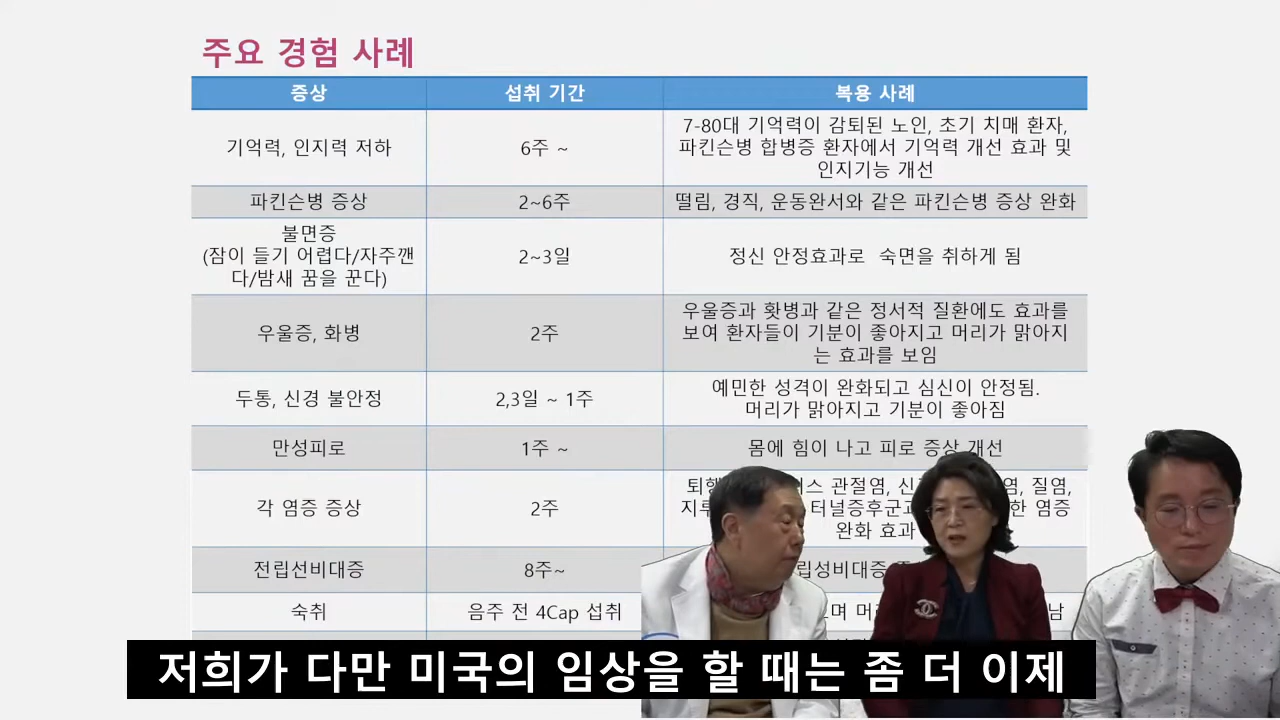 주요 경험 사례
증상 섭취 기간 복용 사례
기억력, 인지력 저하 6주 ~ 7-80대 기억력이 감퇴된 노인, 초기 치매 환자,
파킨슨병 합병증 환자에서 기억력 개선 효과 및
인지기능 개선
파킨슨병 증상 2~6주 떨림, 경직, 운동완서와 같은 파킨슨병 증상 완화
불면증
(잠이 들기 어렵다/자주깬
다/밤새 꿈을 꾼다)
2~3일 정신 안정효과로 숙면을 취하게 됨
우울증, 화병 2주 우울증과 홧병과 같은 정서적 질환에도 효과를
보여 환자들이 기분이 좋아지고 머리가 맑아지
는 효과를 보임
두통, 신경 불안정 2,3일 ~ 1주 예민한 성격이 완화되고 심신이 안정됨.
머리가 맑아지고 기분이 좋아짐
만성피로 1주 ~ 몸에 힘이 나고 피로 증상 개선
각 염증 증상 2주 관절염, 질염,
염증
완화 효과
전립선비대증 8주~
숙취 음주 전 4Cap 섭취
저희가 다만 미국의 임상을 할 때는 좀 더 이제